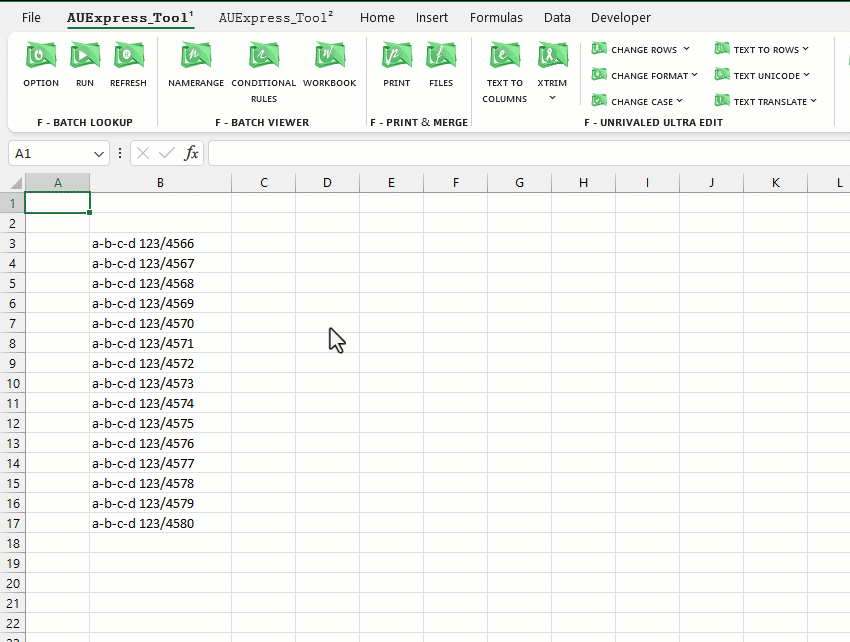 File AUExpress_Tool¹ AUExpress_Tool² Home Insert Formulas Data Developer
OPTION RUN REFRESH NAMERANGE CONDITIONAL RULES WORKBOOK PRINT FILES TEXT TO COLUMNS XTRIM
CHANGE ROWS TEXT TO ROWS
CHANGE FORMAT TEXT UNICODE
CHANGE CASE TEXT TRANSLATE
F - BATCH LOOKUP F - BATCH VIEWER F - PRINT & MERGE F - UNRIVALED ULTRA EDIT
A1 fx
A B C D E F G H I J K L
1
2
3 a-b-c-d 123/4566
4 a-b-c-d 123/4567
5 a-b-c-d 123/4568
6 a-b-c-d 123/4569
7 a-b-c-d 123/4570
8 a-b-c-d 123/4571
9 a-b-c-d 123/4572
10 a-b-c-d 123/4573
11 a-b-c-d 123/4574
12 a-b-c-d 123/4575
13 a-b-c-d 123/4576
14 a-b-c-d 123/4577
15 a-b-c-d 123/4578
16 a-b-c-d 123/4579
17 a-b-c-d 123/4580
18
19
20
21
22